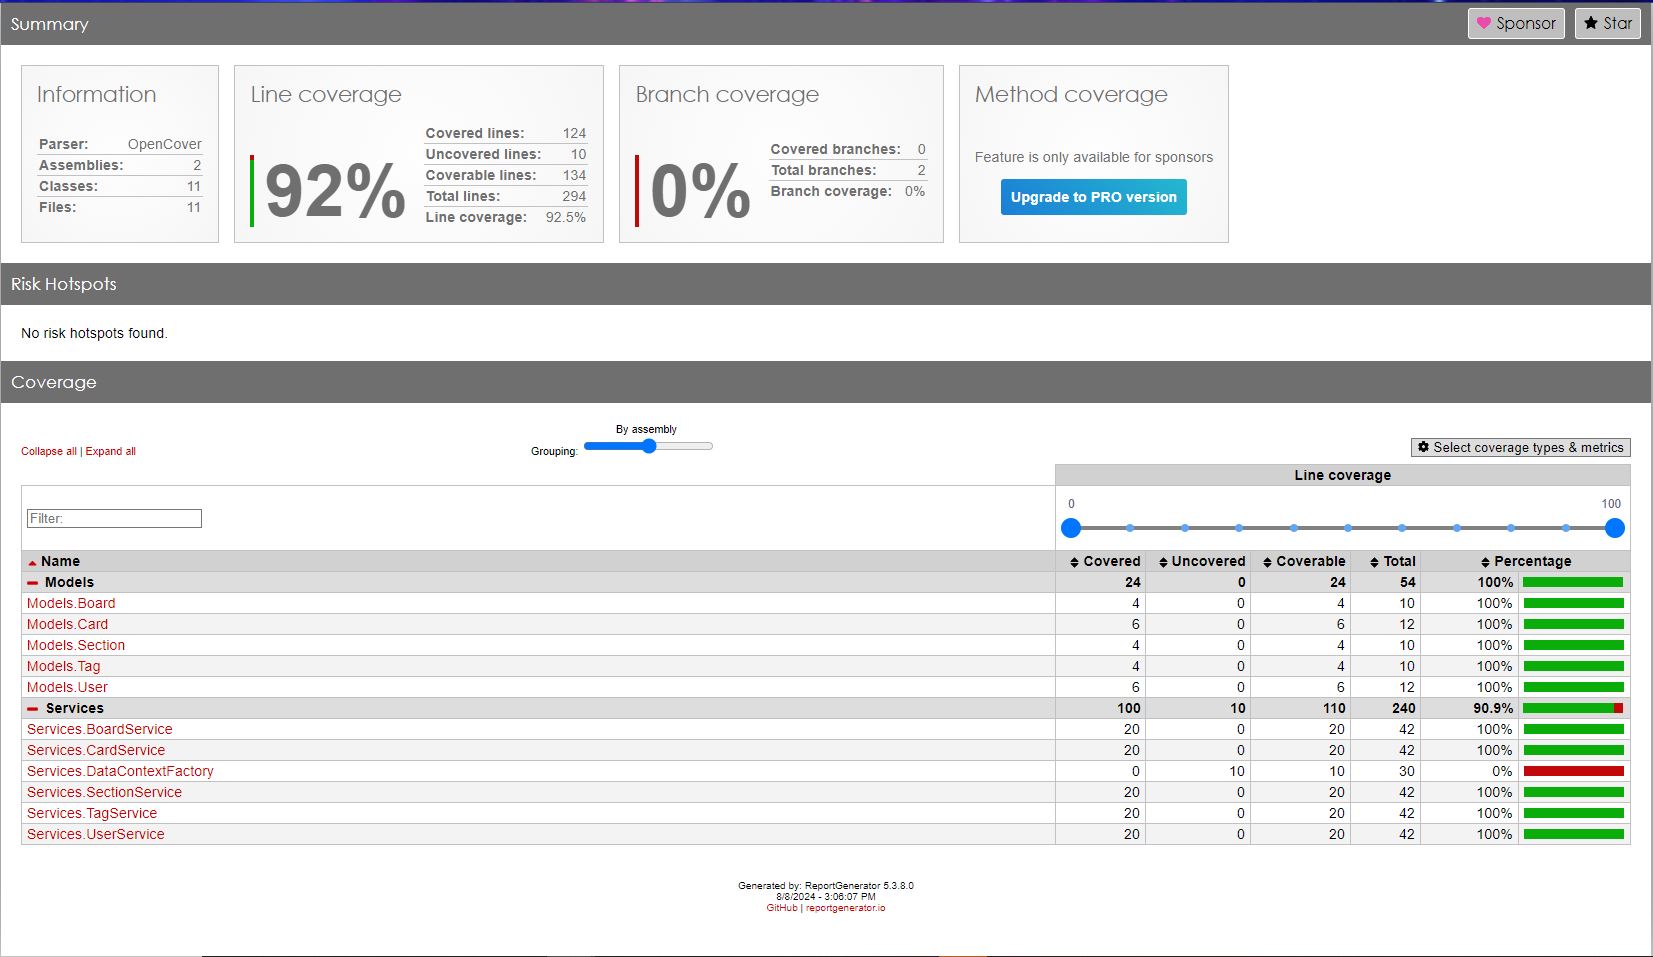 Summary
Sponsor
Star
Information
Parser: OpenCover
Assemblies: 2
Classes: 11
Files: 11
Line coverage
92%
Covered lines: 124
Uncovered lines: 10
Coverable lines: 134
Total lines: 294
Line coverage: 92.5%
Branch coverage
0%
Covered branches: 0
Total branches: 2
Branch coverage: 0%
Method coverage
Feature is only available for sponsors
Upgrade to PRO version
Risk Hotspots
No risk hotspots found.
Coverage
Collapse all | Expand all
By assembly
Grouping:
Select coverage types & metrics
Line coverage
Filter:
0 100
Name Covered Uncovered Coverable Total Percentage
Models 24 0 24 54 100%
Models.Board 4 0 4 10 100%
Models.Card 6 0 6 12 100%
Models.Section 4 0 4 10 100%
Models.Tag 4 0 4 10 100%
Models.User 6 0 6 12 100%
Services 100 10 110 240 90.9%
Services.BoardService 20 0 20 42 100%
Services.CardService 20 0 20 42 100%
Services.DataContextFactory 0 10 10 30 0%
Services.SectionService 20 0 20 42 100%
Services.TagService 20 0 20 42 100%
Services.UserService 20 0 20 42 100%
Generated by: ReportGenerator 5.3.8.0
8/8/2024 - 3:06:07 PM
GitHub | reportgenerator.io